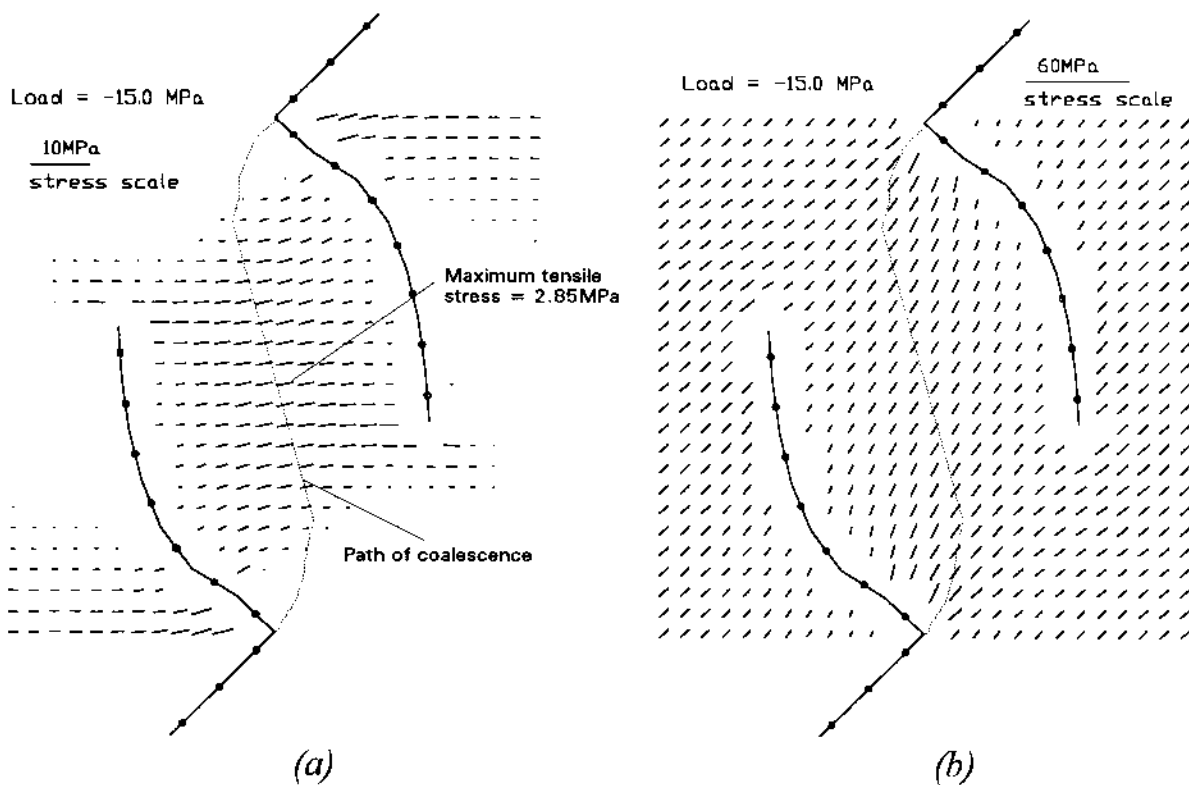 Load = -15.0 MPa
10MPa
stress scale
Maximum tensile
stress = 2.85MPa
Path of coalescence
(a)
Load = -15.0 MPa
60MPa
stress scale
(b)